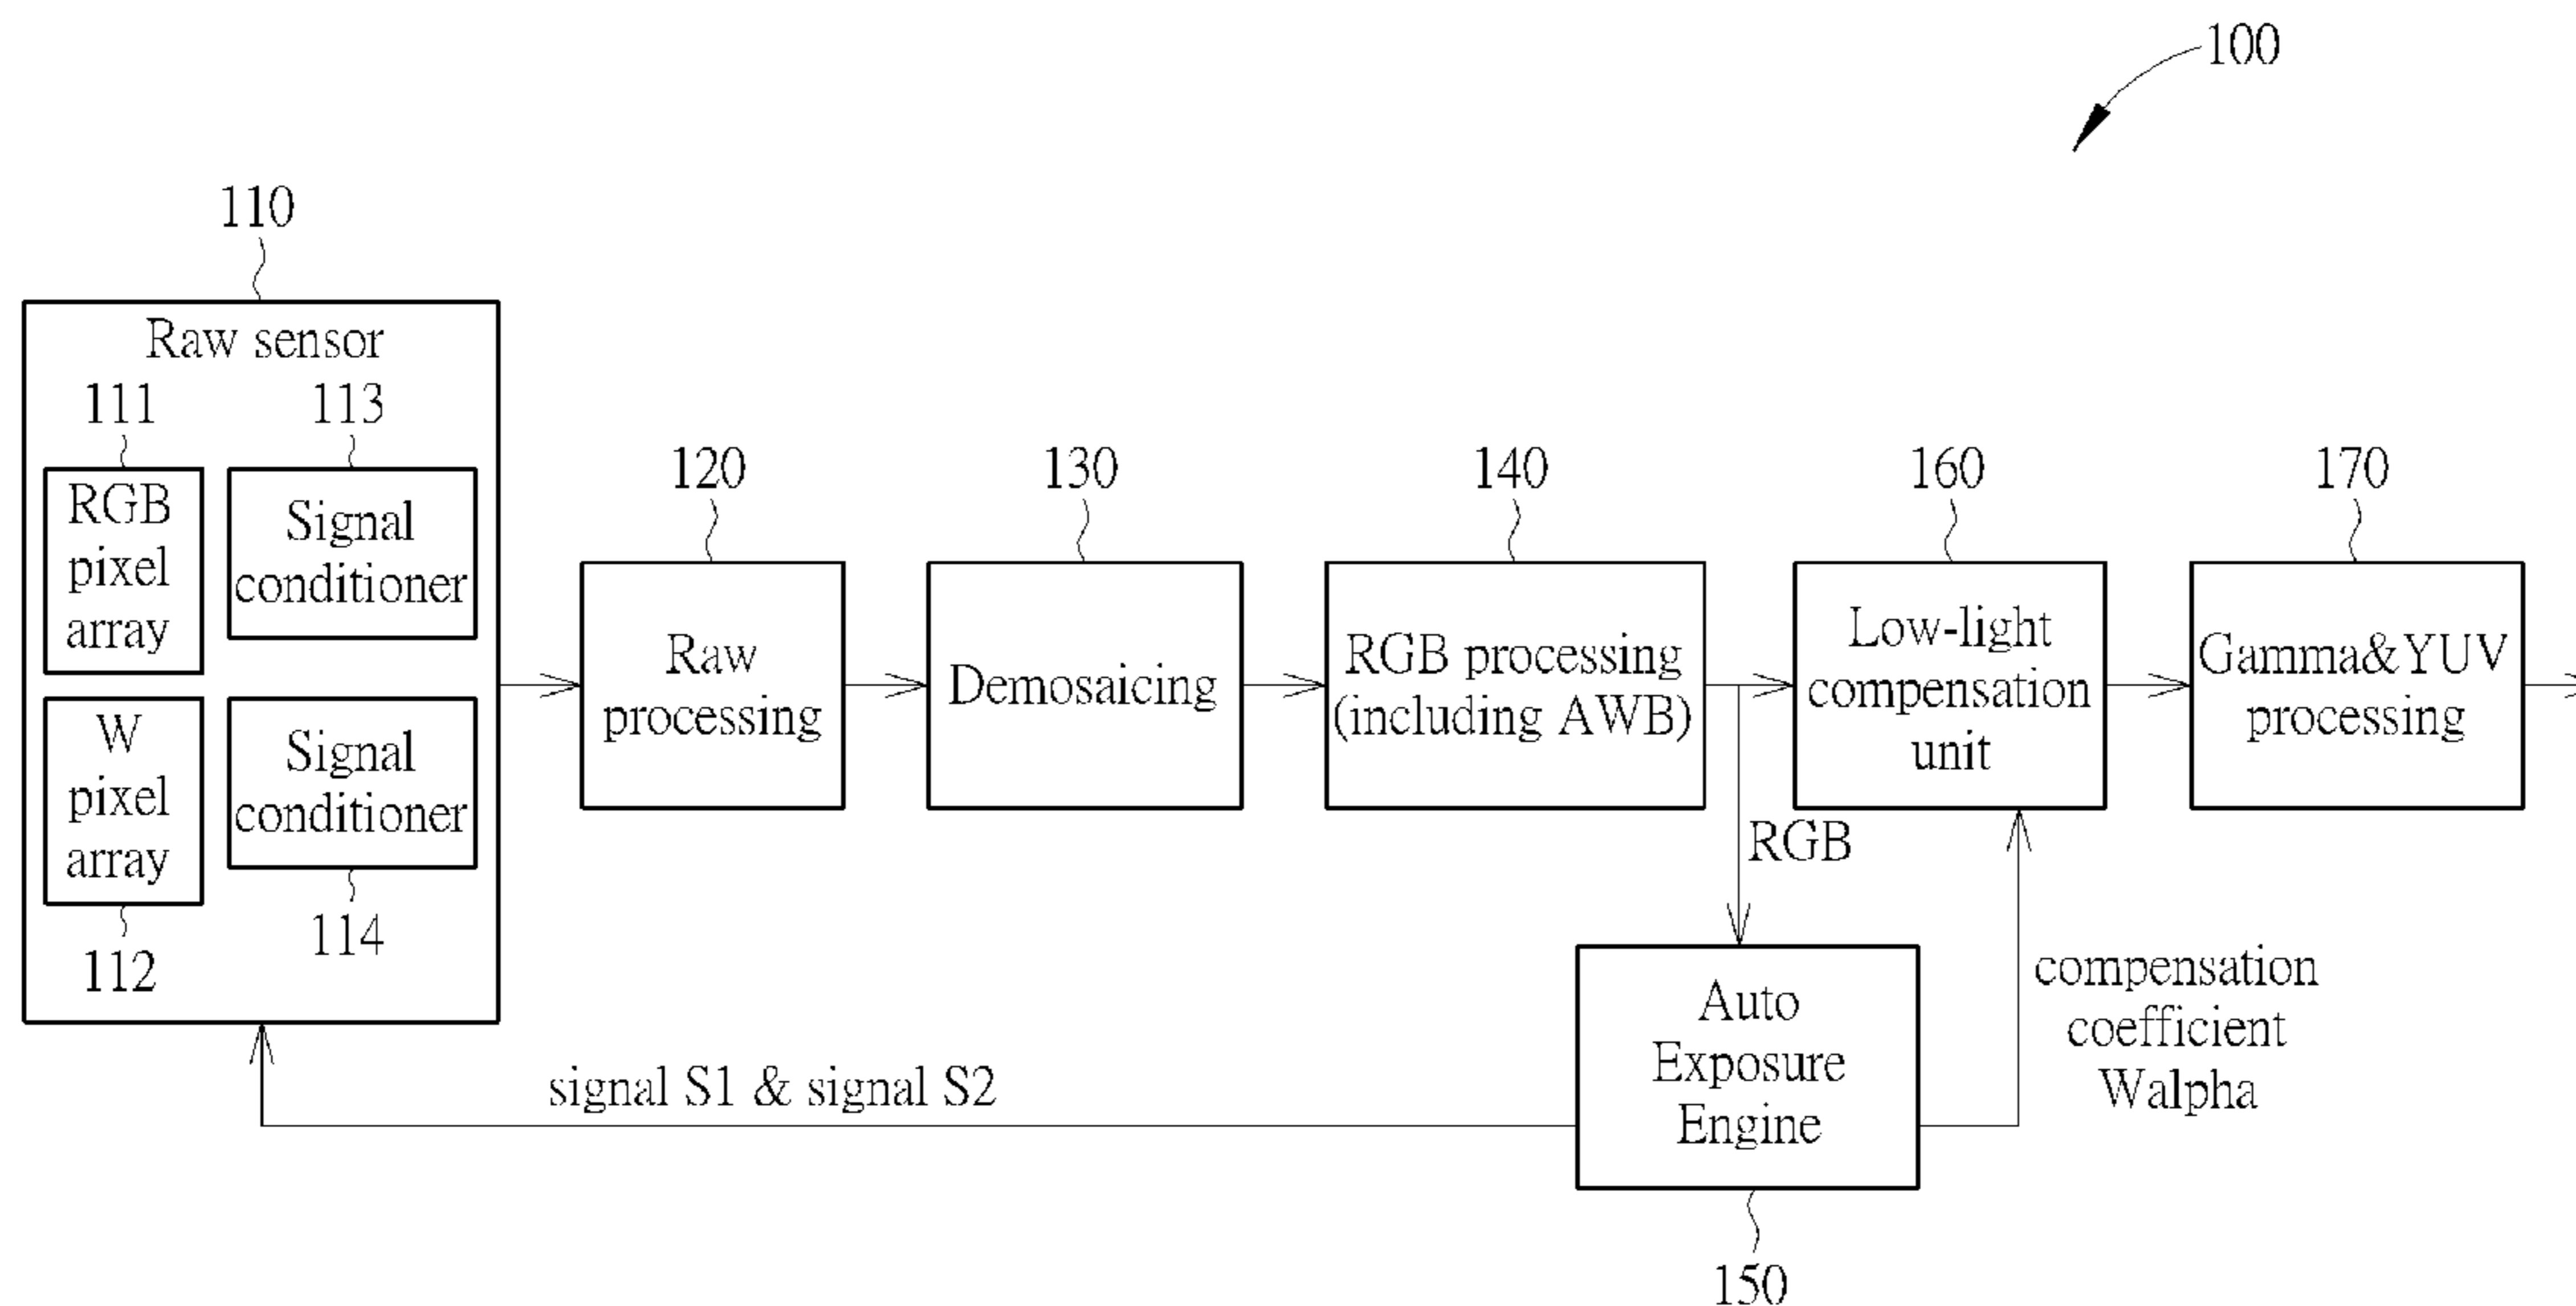 100
110
Raw sensor
111
113
RGB
pixel
array
Signal
conditioner
W
pixel
array
Signal
conditioner
112
114
120
Raw
processing
130
Demosaicing
140
RGB processing
(including AWB)
160
Low-light
compensation
unit
170
Gamma&YUV
processing
RGB
Auto
Exposure
Engine
150
compensation
coefficient
Walpha
signal S1 & signal S2